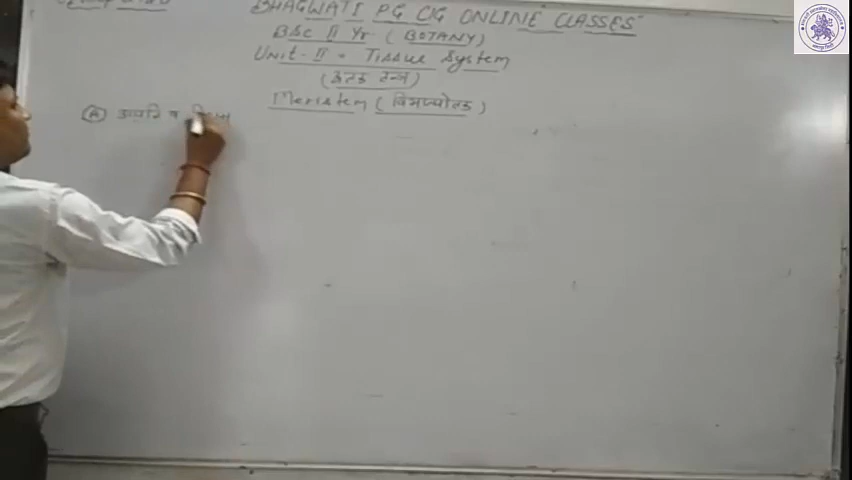 BHAGWATI PG ClG ONLINE CLASSES
BSc II Yr (BOTANY)
Unit-II = Tissue System
(ऊतक तन्त्र)
Meristem (विभज्योतक)
(A) उत्पत्ति व